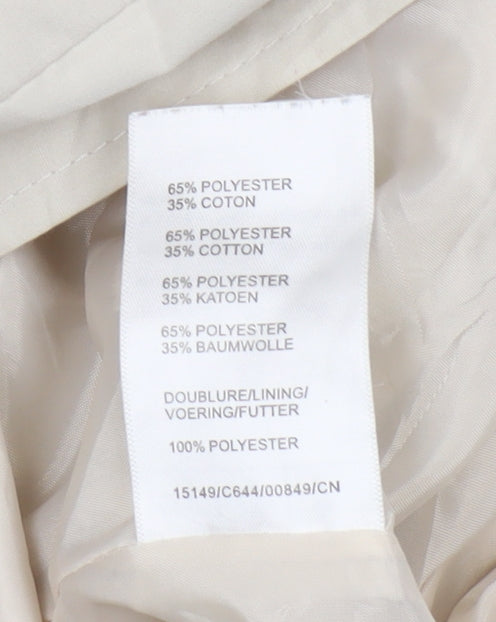 65% POLYESTER
35% COTON
65% POLYESTER
35% COTTON
65% POLYESTER
35% KATOEN
65% POLYESTER
35% BAUMWOLLE
DOUBLURE/LINING/
VOERING/FUTTER
100% POLYESTER
15149/C644/00849/CN